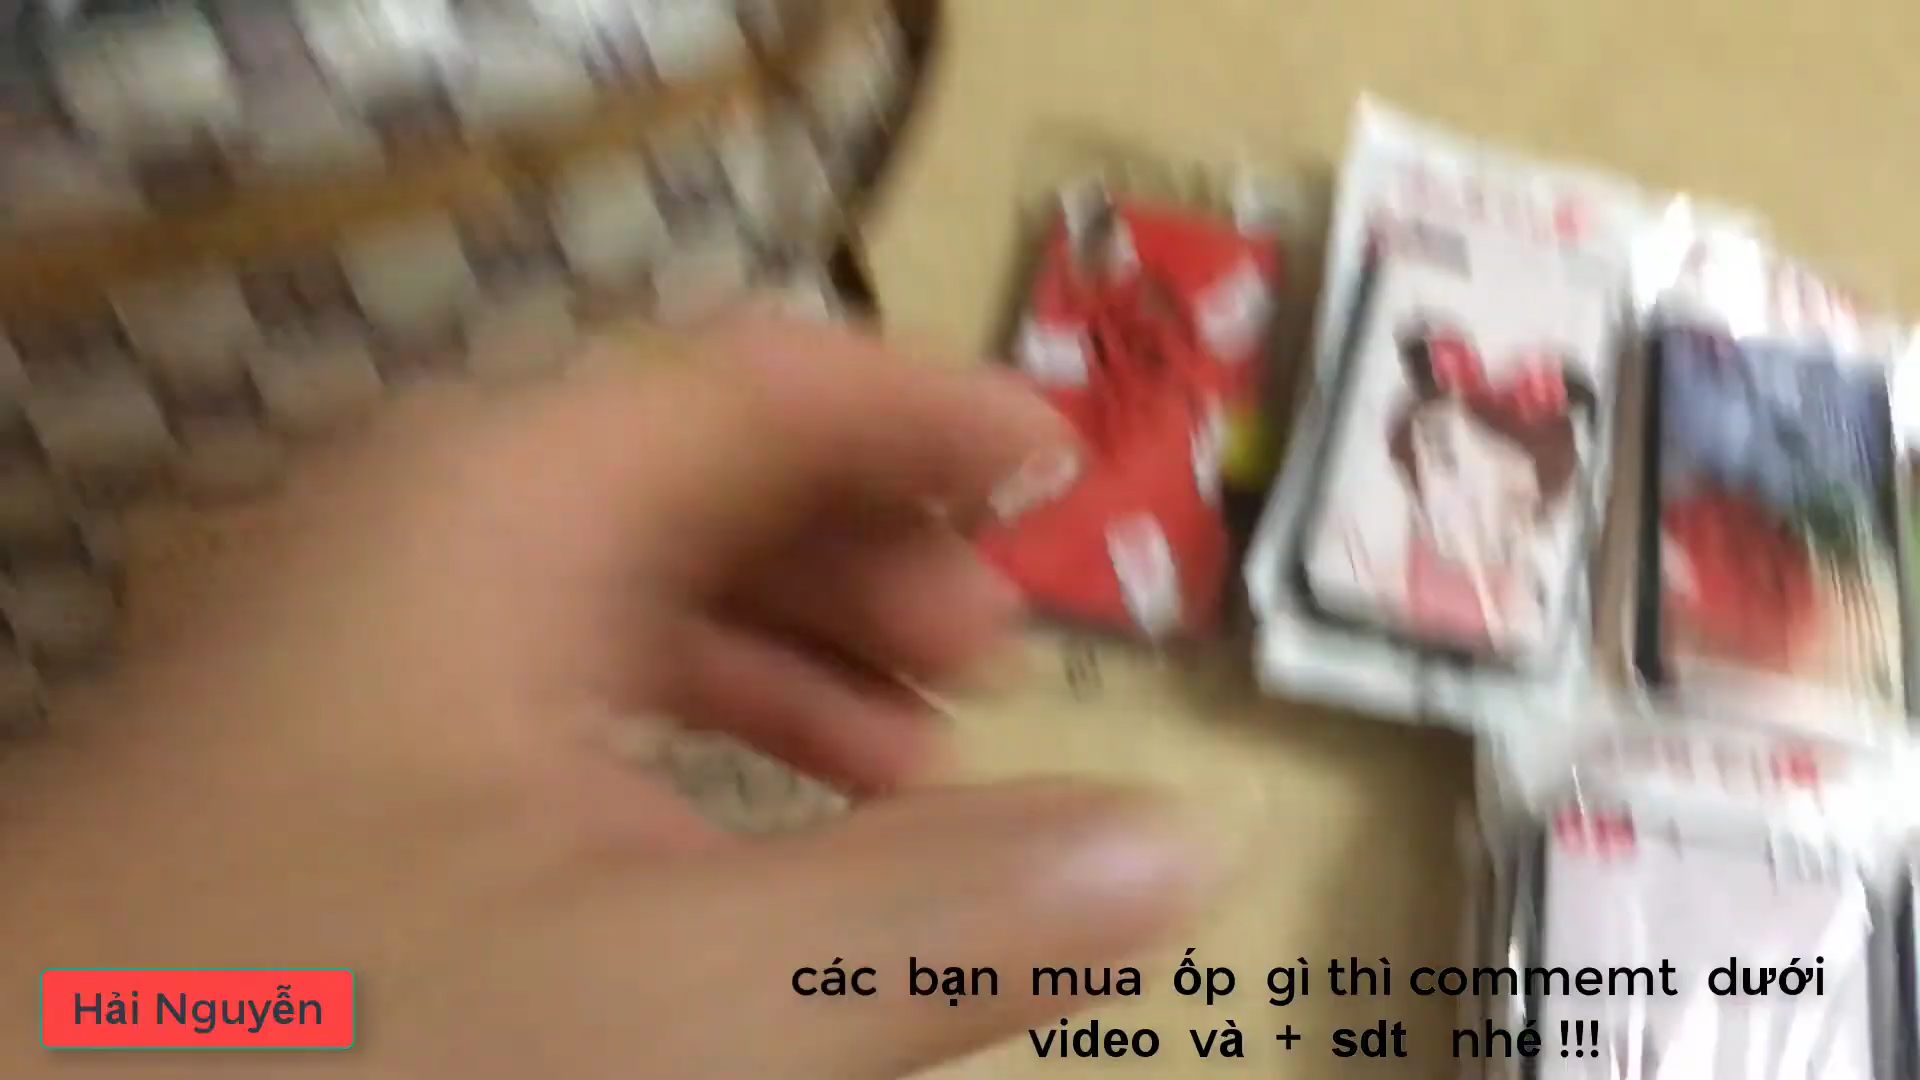 Hải Nguyễn
các bạn mua ốp gì thì commemt dưới
video và + sdt nhé !!!